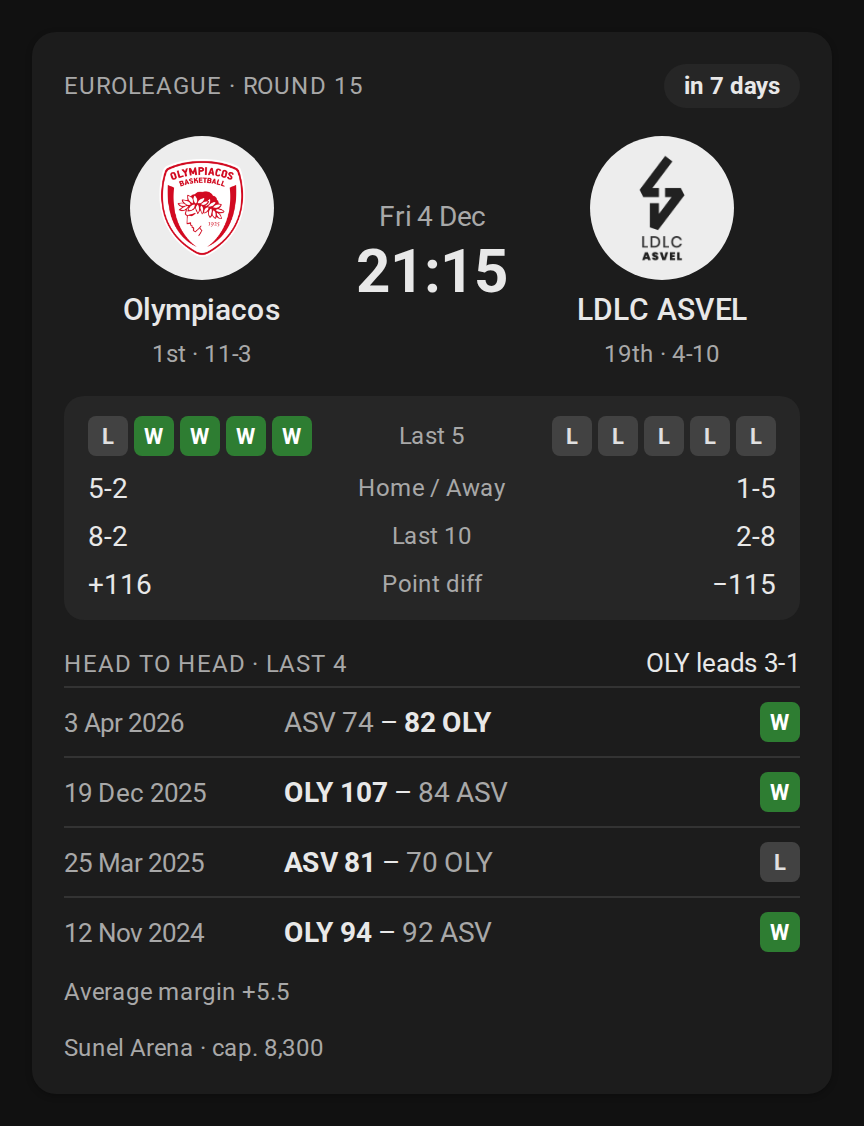 EUROLEAGUE · ROUND 15
in 7 days
OLYMPIACOS
BASKETBALL
1925
Olympiacos
1st · 11-3
Fri 4 Dec
21:15
LDLC
ASVEL
LDLC ASVEL
19th · 4-10
L W W W W Last 5 L L L L L
5-2 Home / Away 1-5
8-2 Last 10 2-8
+116 Point diff −115
HEAD TO HEAD · LAST 4 OLY leads 3-1
3 Apr 2026 ASV 74 – 82 OLY W
19 Dec 2025 OLY 107 – 84 ASV W
25 Mar 2025 ASV 81 – 70 OLY L
12 Nov 2024 OLY 94 – 92 ASV W
Average margin +5.5
Sunel Arena · cap. 8,300